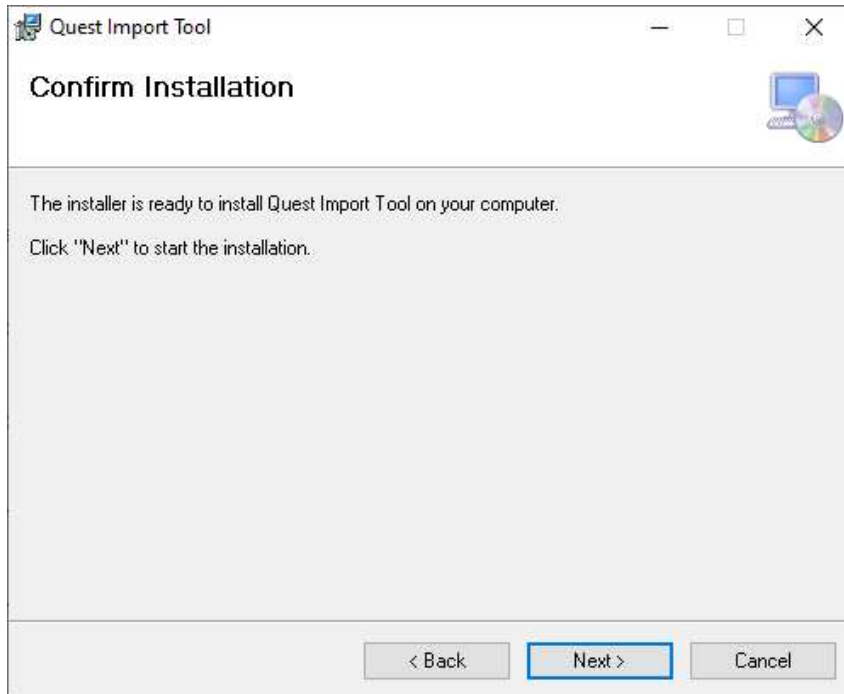 Quest Import Tool
Confirm Installation
The installer is ready to install Quest Import Tool on your computer.
Click "Next" to start the installation.
< Back
Next >
Cancel